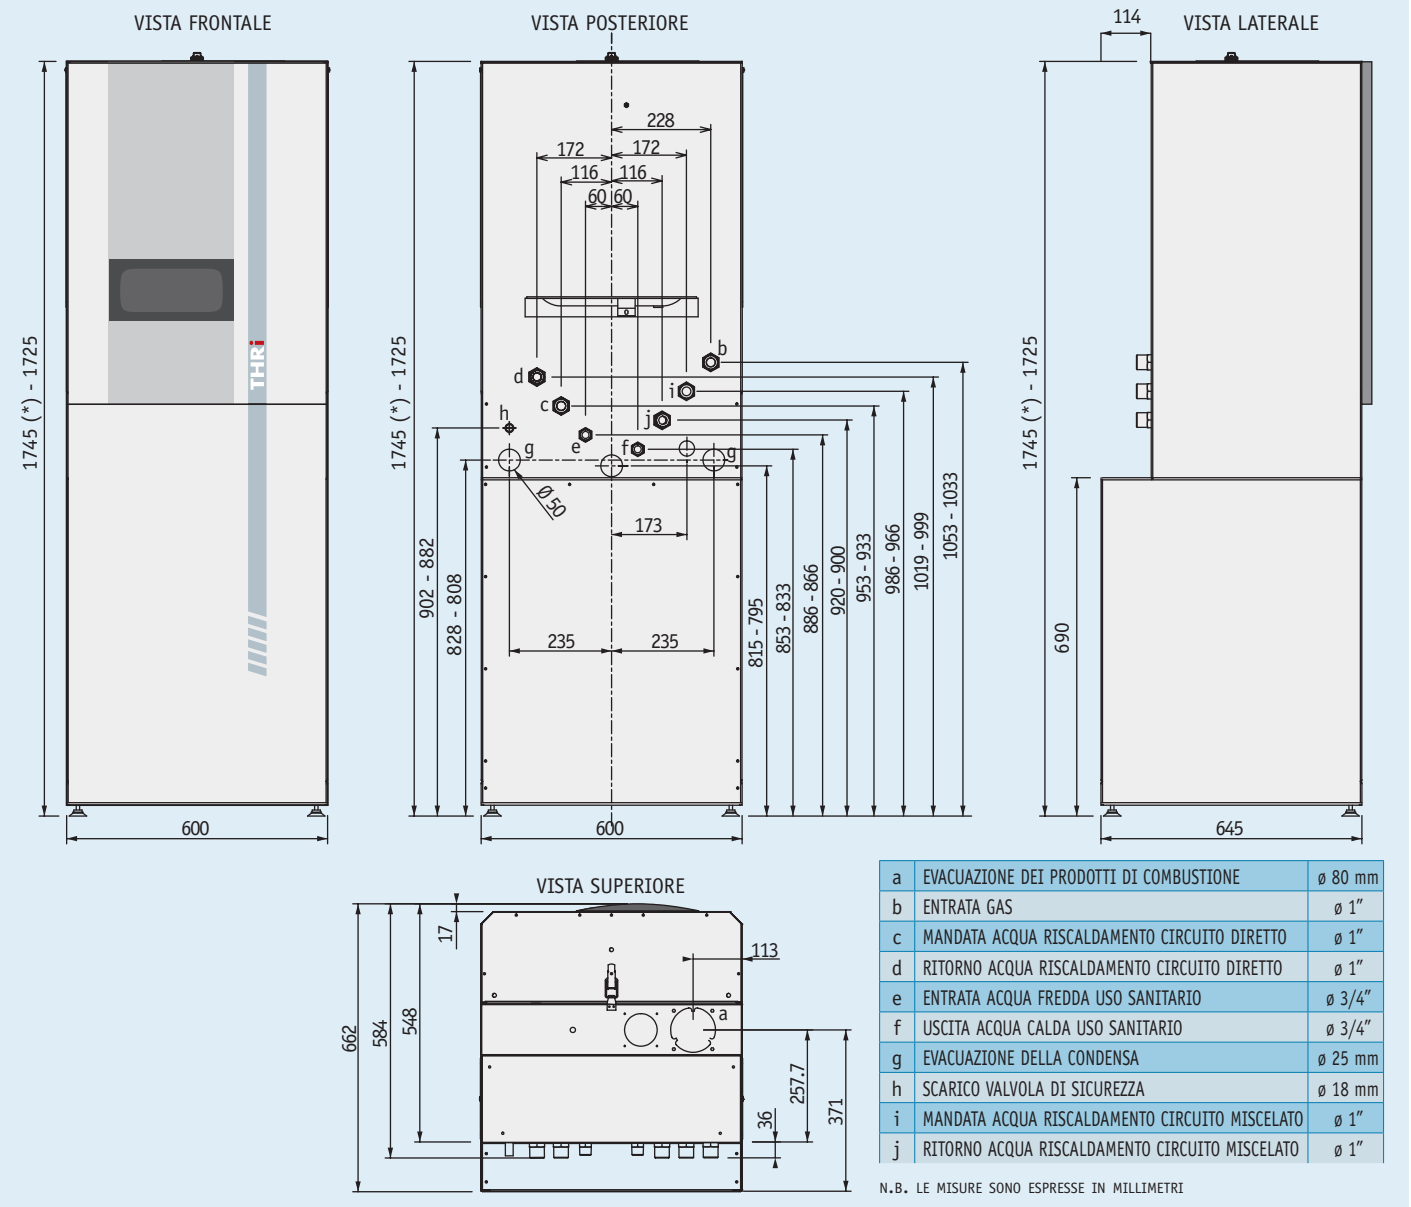 VISTA FRONTALE
VISTA POSTERIORE
VISTA LATERALE
1745 (*) - 1725
THRi
600
1745 (*) - 1725
228
172
172
116
116
60
60
b
d
i
c
j
h
e
f
g
g
Ø 50
173
235
235
902 - 882
828 - 808
815 - 795
853 - 833
886 - 866
920 - 900
953 - 933
986 - 966
1019 - 999
1053 - 1033
600
114
1745 (*) - 1725
690
645
VISTA SUPERIORE
17
113
a
662
584
548
257.7
371
36
a EVACUAZIONE DEI PRODOTTI DI COMBUSTIONE ø 80 mm
b ENTRATA GAS ø 1"
c MANDATA ACQUA RISCALDAMENTO CIRCUITO DIRETTO ø 1"
d RITORNO ACQUA RISCALDAMENTO CIRCUITO DIRETTO ø 1"
e ENTRATA ACQUA FREDDA USO SANITARIO ø 3/4"
f USCITA ACQUA CALDA USO SANITARIO ø 3/4"
g EVACUAZIONE DELLA CONDENSA ø 25 mm
h SCARICO VALVOLA DI SICUREZZA ø 18 mm
i MANDATA ACQUA RISCALDAMENTO CIRCUITO MISCELATO ø 1"
j RITORNO ACQUA RISCALDAMENTO CIRCUITO MISCELATO ø 1"
N.B. LE MISURE SONO ESPRESSE IN MILLIMETRI